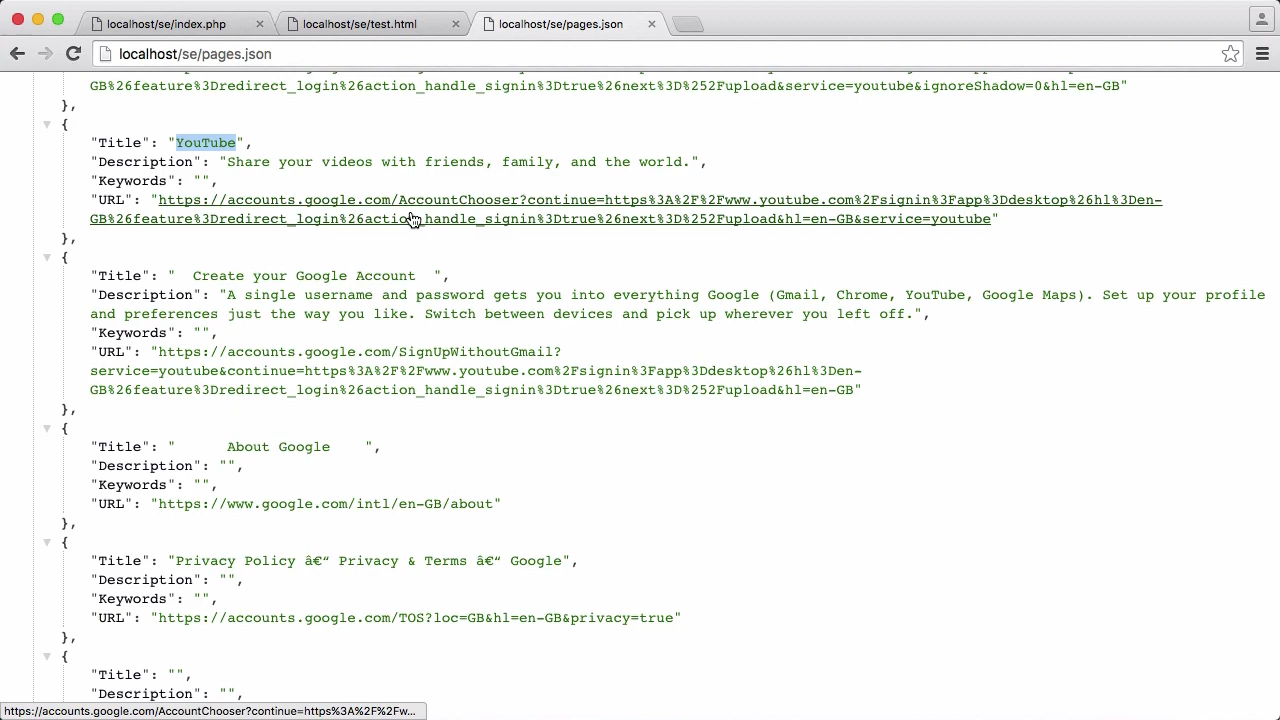 localhost/se/index.php
localhost/se/test.html
localhost/se/pages.json
localhost/se/pages.json
GB%26feature%3Dredirect_login%26action_handle_signin%3Dtrue%26next%3D%252Fupload&service=youtube&ignoreShadow=0&hl=en-GB"
},
{
"Title": "YouTube",
"Description": "Share your videos with friends, family, and the world.",
"Keywords": "",
"URL": "https://accounts.google.com/AccountChooser?continue=https%3A%2F%2Fwww.youtube.com%2Fsignin%3Fapp%3Ddesktop%26hl%3Den-
GB%26feature%3Dredirect_login%26action_handle_signin%3Dtrue%26next%3D%252Fupload&hl=en-GB&service=youtube"
},
{
"Title": "  Create your Google Account  ",
"Description": "A single username and password gets you into everything Google (Gmail, Chrome, YouTube, Google Maps). Set up your profile
and preferences just the way you like. Switch between devices and pick up wherever you left off.",
"Keywords": "",
"URL": "https://accounts.google.com/SignUpWithoutGmail?
service=youtube&continue=https%3A%2F%2Fwww.youtube.com%2Fsignin%3Fapp%3Ddesktop%26hl%3Den-
GB%26feature%3Dredirect_login%26action_handle_signin%3Dtrue%26next%3D%252Fupload&hl=en-GB"
},
{
"Title": "      About Google    ",
"Description": "",
"Keywords": "",
"URL": "https://www.google.com/intl/en-GB/about"
},
{
"Title": "Privacy Policy â€“ Privacy & Terms â€“ Google",
"Description": "",
"Keywords": "",
"URL": "https://accounts.google.com/TOS?loc=GB&hl=en-GB&privacy=true"
},
{
"Title": "",
"Description": "",
https://accounts.google.com/AccountChooser?continue=https%3A%2F%2Fw...